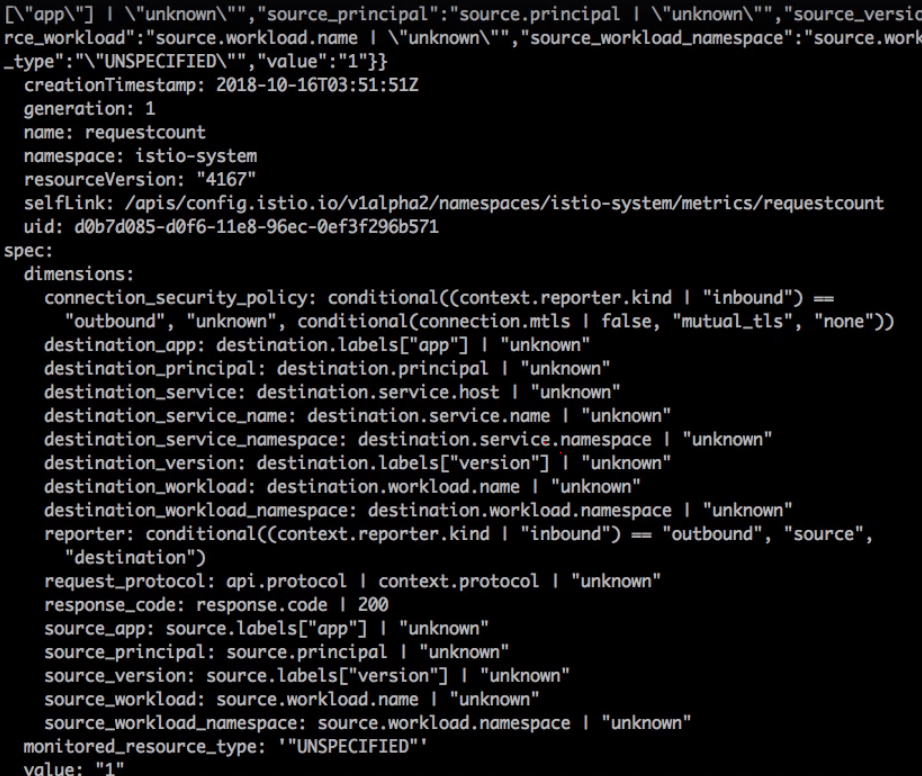 [\"app\"] | \"unknown\"","source_principal":"source.principal | \"unknown\"","source_versio
rce_workload":"source.workload.name | \"unknown\"","source_workload_namespace":"source.work
_type":"\"UNSPECIFIED\"","value":"1"}}
creationTimestamp: 2018-10-16T03:51:51Z
generation: 1
name: requestcount
namespace: istio-system
resourceVersion: "4167"
selfLink: /apis/config.istio.io/v1alpha2/namespaces/istio-system/metrics/requestcount
uid: d0b7d085-d0f6-11e8-96ec-0ef3f296b571
spec:
dimensions:
connection_security_policy: conditional((context.reporter.kind | "inbound") ==
"outbound", "unknown", conditional(connection.mtls | false, "mutual_tls", "none"))
destination_app: destination.labels["app"] | "unknown"
destination_principal: destination.principal | "unknown"
destination_service: destination.service.host | "unknown"
destination_service_name: destination.service.name | "unknown"
destination_service_namespace: destination.service.namespace | "unknown"
destination_version: destination.labels["version"] | "unknown"
destination_workload: destination.workload.name | "unknown"
destination_workload_namespace: destination.workload.namespace | "unknown"
reporter: conditional((context.reporter.kind | "inbound") == "outbound", "source",
"destination")
request_protocol: api.protocol | context.protocol | "unknown"
response_code: response.code | 200
source_app: source.labels["app"] | "unknown"
source_principal: source.principal | "unknown"
source_version: source.labels["version"] | "unknown"
source_workload: source.workload.name | "unknown"
source_workload_namespace: source.workload.namespace | "unknown"
monitored_resource_type: '"UNSPECIFIED"'
value: "1"